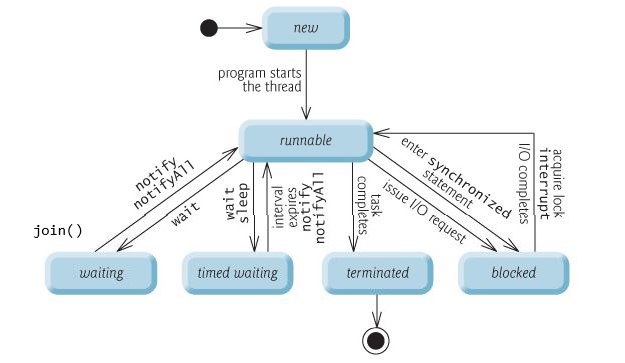 new
program starts
the thread
runnable
notify
notifyAll
wait
join()
wait
sleep
interval
expires
notify
notifyAll
task
completes
enter synchronized
statement
issue I/O request
I/O completes
interrupt
acquire lock
waiting
timed waiting
terminated
blocked